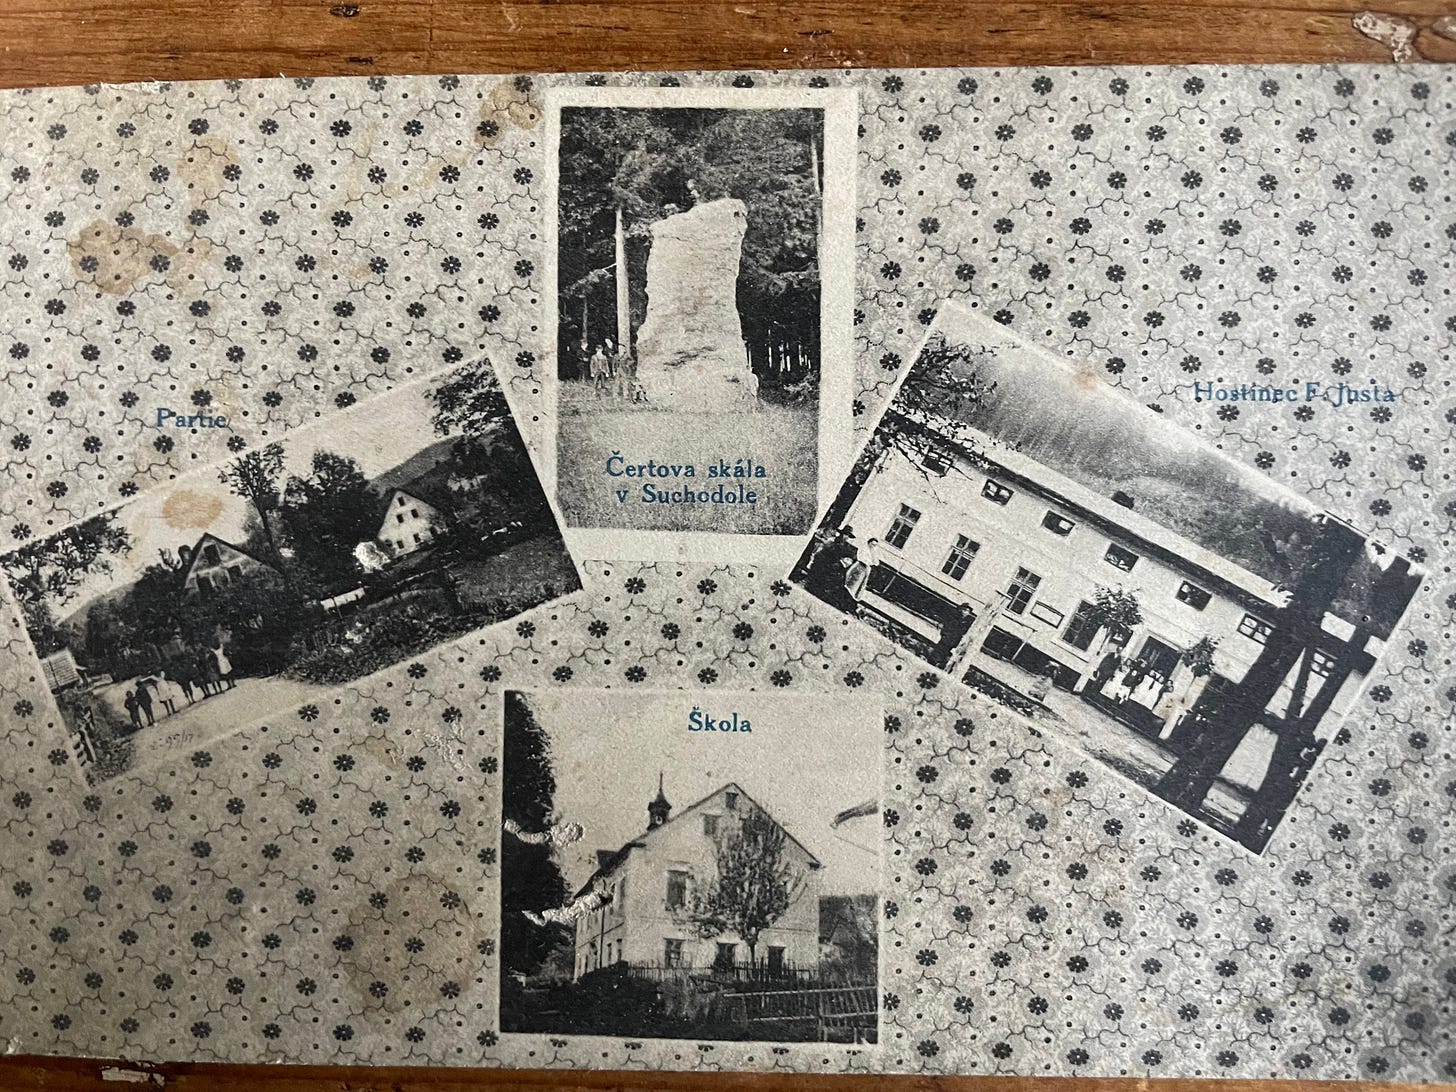 Čertova skála
v Suchodole
Partie
Hostinec F. Justa
Škola